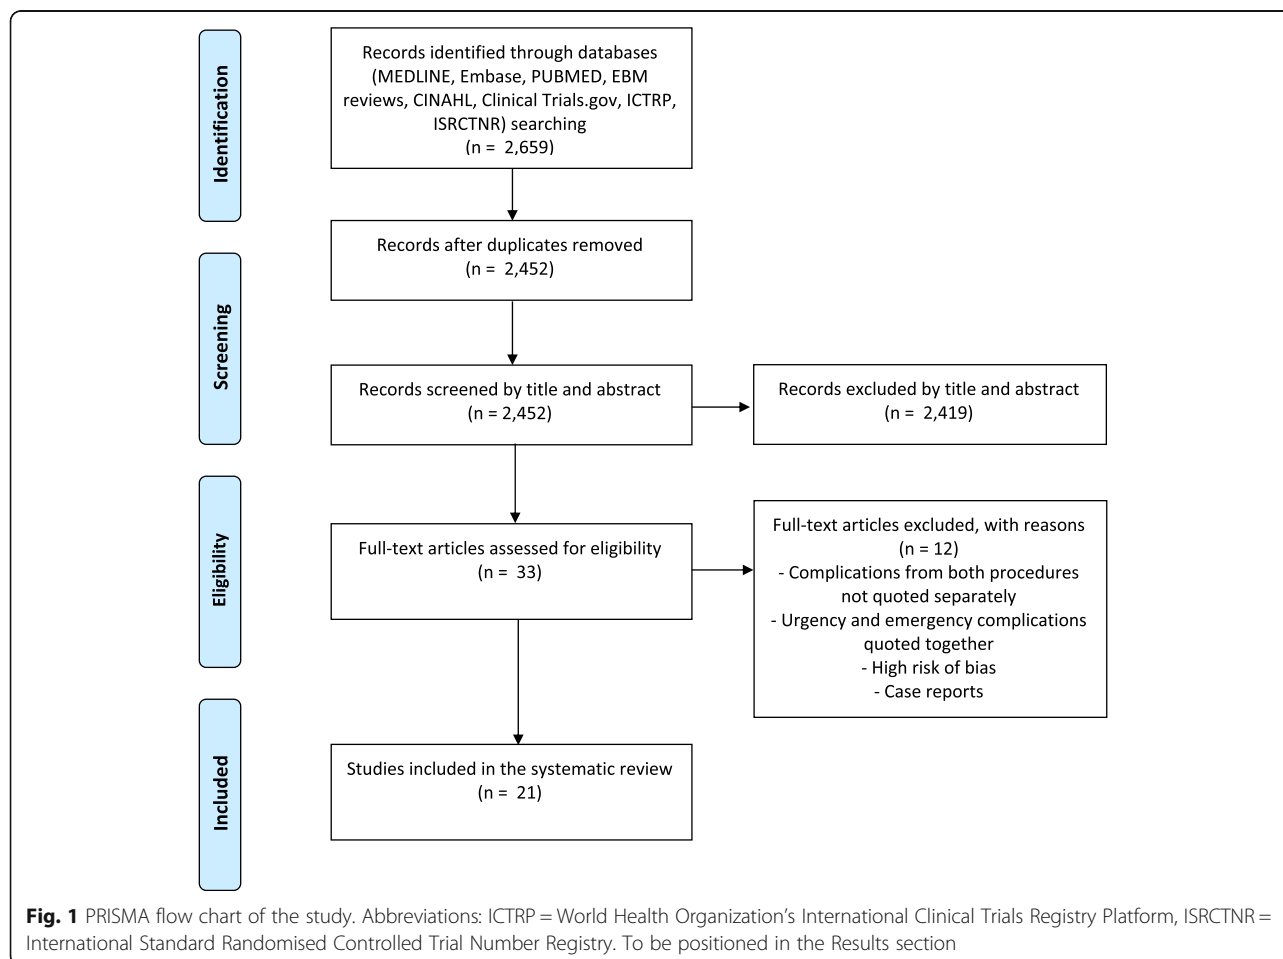 Identification
Records identified through databases
(MEDLINE, Embase, PUBMED, EBM
reviews, CINAHL, Clinical Trials.gov, ICTRP,
ISRCTNR) searching
(n = 2,659)
Records after duplicates removed
(n = 2,452)
Screening
Records screened by title and abstract
(n = 2,452)
Records excluded by title and abstract
(n = 2,419)
Eligibility
Full-text articles assessed for eligibility
(n = 33)
Full-text articles excluded, with reasons
(n = 12)
- Complications from both procedures
not quoted separately
- Urgency and emergency complications
quoted together
- High risk of bias
- Case reports
Included
Studies included in the systematic review
(n = 21)
Fig. 1 PRISMA flow chart of the study. Abbreviations: ICTRP = World Health Organization’s International Clinical Trials Registry Platform, ISRCTNR =
International Standard Randomised Controlled Trial Number Registry. To be positioned in the Results section